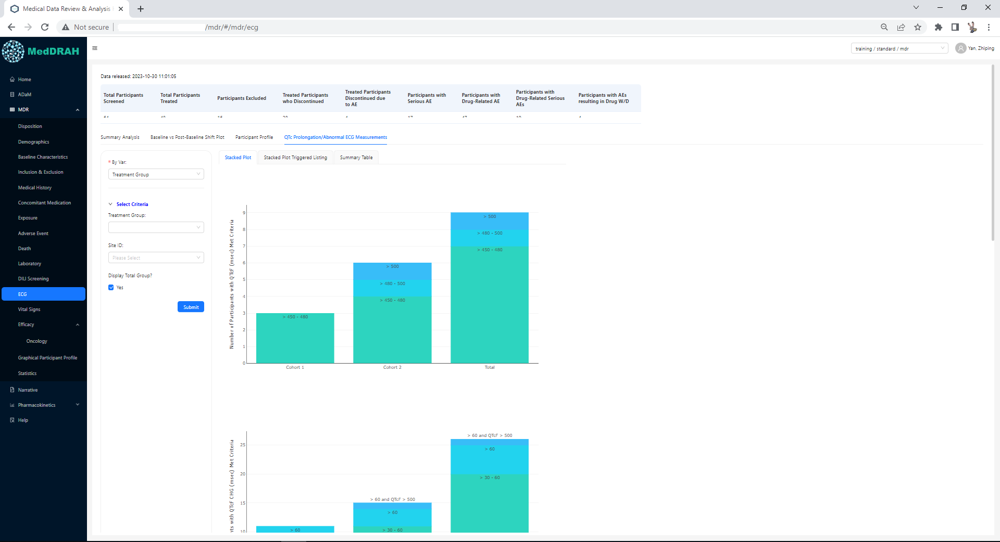 Medical Data Review & Analysis
Not secure
/mdr/#/mdr/ecg
MedDRAH
training / standard / mdr
Yan, Zhiping
Home
ADaM
MDR
Disposition
Demographics
Baseline Characteristics
Inclusion & Exclusion
Medical History
Concomitant Medication
Exposure
Adverse Event
Death
Laboratory
DILI Screening
ECG
Vital Signs
Efficacy
Oncology
Graphical Participant Profile
Statistics
Narrative
Pharmacokinetics
Help
Data released: 2023-10-30 11:01:05
Total Participants
Screened
Total Participants
Treated
Participants Excluded
Treated Participants
who Discontinued
Treated Participants
Discontinued due
to AE
Participants with
Serious AE
Participants with
Drug-Related AE
Participants with
Drug-Related Serious
AEs
Participants with AEs
resulting in Drug W/D
Summary Analysis
Baseline vs Post-Baseline Shift Plot
Participant Profile
QTc Prolongation/Abnormal ECG Measurements
* By Var:
Treatment Group
Select Criteria
Treatment Group:
Site ID:
Please Select
Display Total Group?
Yes
Submit
Stacked Plot
Stacked Plot Triggered Listing
Summary Table
Number of Participants with QTcF (msec) Met Criteria
9
8
7
6
5
4
3
2
1
0
> 450 - 480
> 500
> 480 - 500
> 450 - 480
> 500
> 480 - 500
> 450 - 480
Cohort 1
Cohort 2
Total
with QTcF CHG (msec) Met Criteria
25
20
15
10
> 60
> 60 and QTcF > 500
> 60
> 30 - 60
> 60 and QTcF > 500
> 60
> 30 - 60